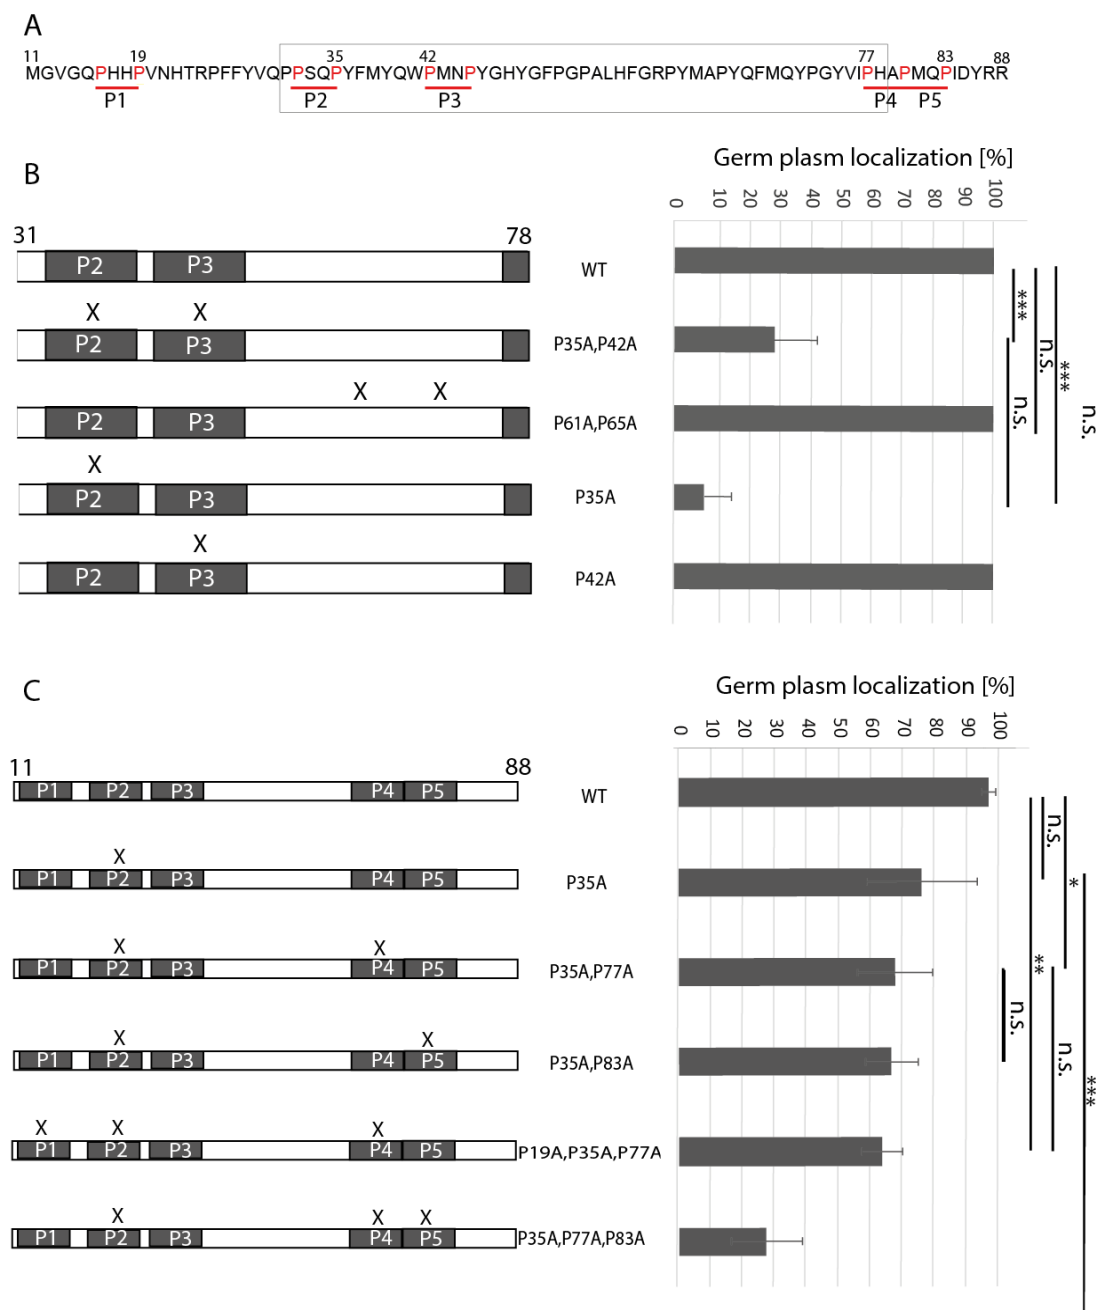 A
11 19 35 42 77 83 88
MGVGQPHHPVNHTRPFFYVQPPSQPYFMYQWPMNPYGHYGFPGPALHFGRPYMAPYQFMQYPGYVIPHAPMQPIDYRR
P1 P2 P3 P4 P5
B
Germ plasm localization [%]
0 10 20 30 40 50 60 70 80 90 100
31 78
P2 P3 WT
X X
P2 P3 P35A,P42A
X X
P2 P3 P61A,P65A
X
P2 P3 P35A
X
P2 P3 P42A
*** n.s. *** n.s. n.s.
C
Germ plasm localization [%]
0 10 20 30 40 50 60 70 80 90 100
11 88
P1 P2 P3 P4 P5 WT
X
P1 P2 P3 P4 P5 P35A
X X
P1 P2 P3 P4 P5 P35A,P77A
X X
P1 P2 P3 P4 P5 P35A,P83A
X X X
P1 P2 P3 P4 P5 P19A,P35A,P77A
X X X
P1 P2 P3 P4 P5 P35A,P77A,P83A
n.s. * ** n.s. n.s. ***